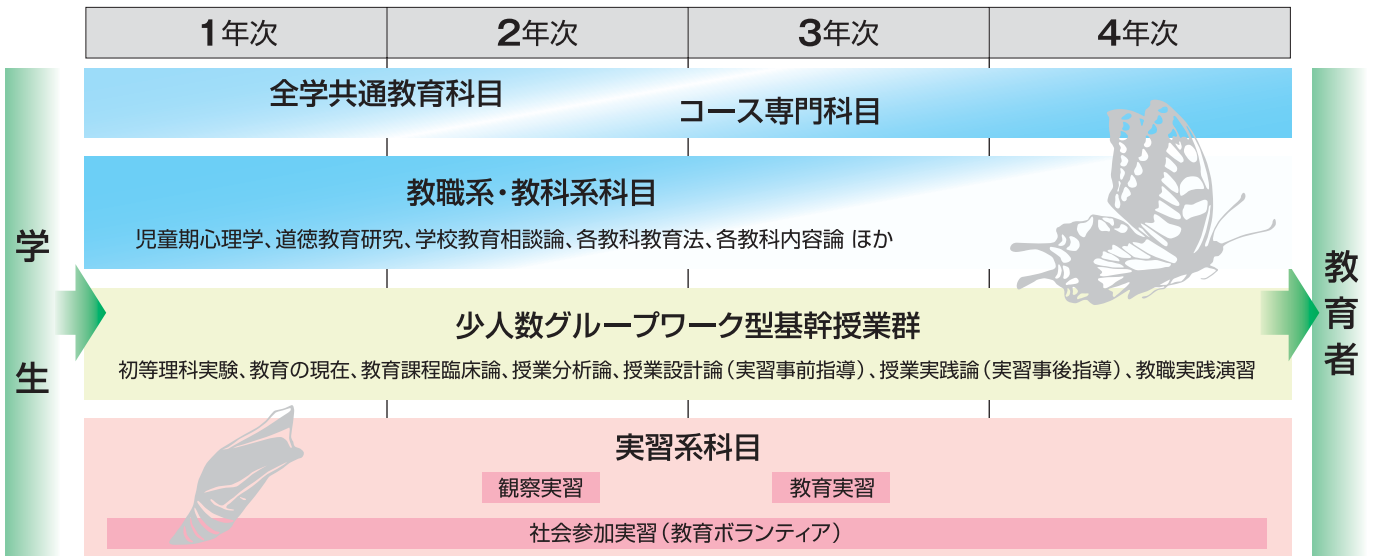 1年次
2年次
3年次
4年次
学生
全学共通教育科目
コース専門科目
教職系・教科系科目
児童期心理学、道徳教育研究、学校教育相談論、各教科教育法、各教科内容論 ほか
少人数グループワーク型基幹授業群
初等理科実験、教育の現在、教育課程臨床論、授業分析論、授業設計論（実習事前指導）、授業実践論（実習事後指導）、教職実践演習
実習系科目
観察実習
教育実習
社会参加実習（教育ボランティア）
教育者